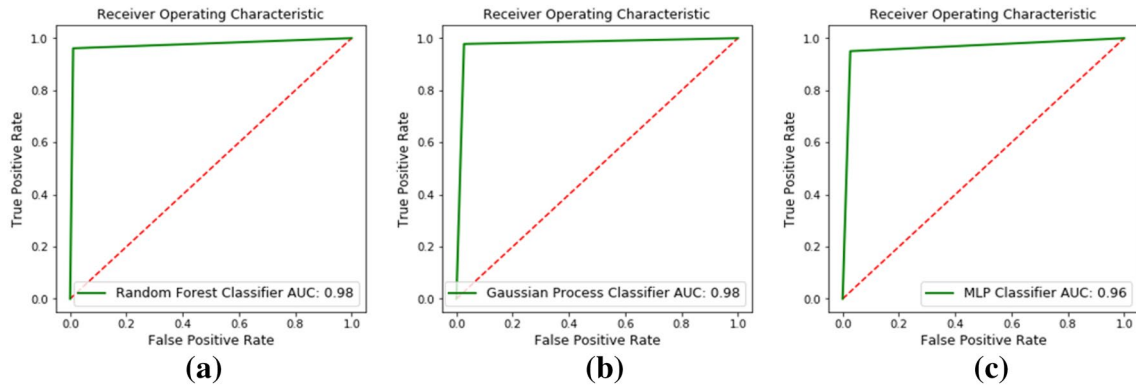 Receiver Operating Characteristic
1.0
0.8
0.6
0.4
0.2
0.0
True Positive Rate
Random Forest Classifier AUC: 0.98
0.0 0.2 0.4 0.6 0.8 1.0
False Positive Rate
(a)
Receiver Operating Characteristic
1.0
0.8
0.6
0.4
0.2
0.0
True Positive Rate
Gaussian Process Classifier AUC: 0.98
0.0 0.2 0.4 0.6 0.8 1.0
False Positive Rate
(b)
Receiver Operating Characteristic
1.0
0.8
0.6
0.4
0.2
0.0
True Positive Rate
MLP Classifier AUC: 0.96
0.0 0.2 0.4 0.6 0.8 1.0
False Positive Rate
(c)